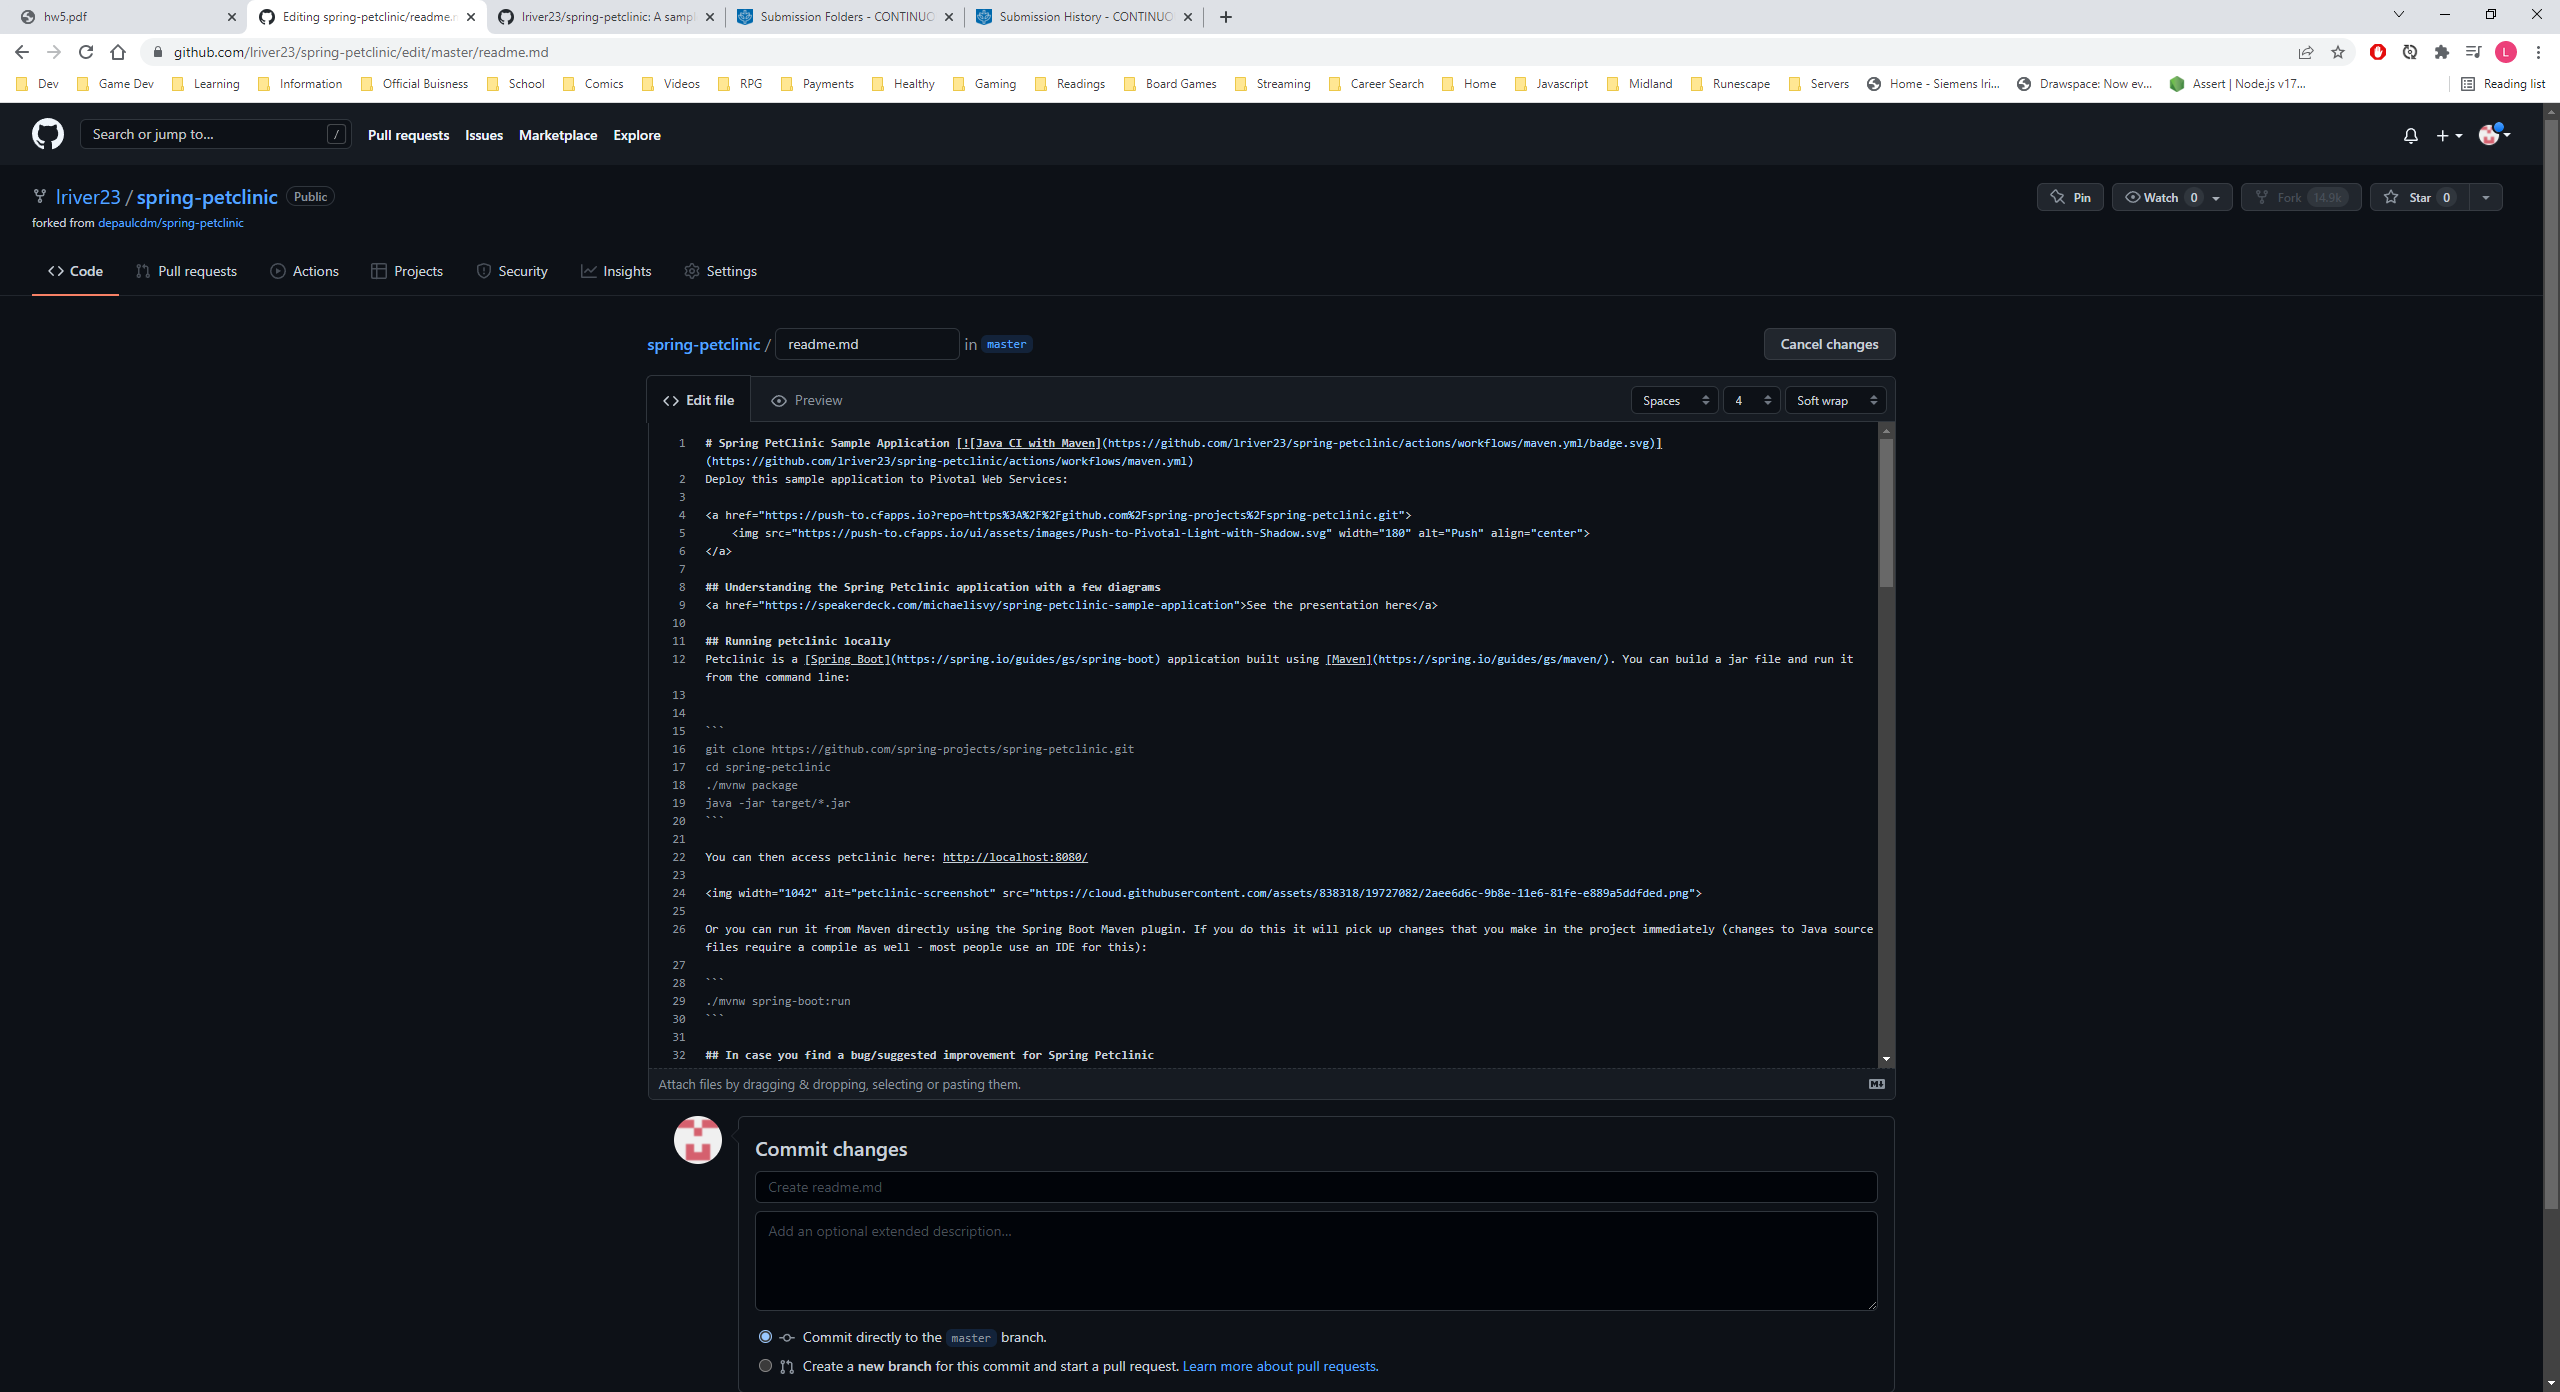 hw5.pdf
Editing spring-petclinic/readme.m
lriver23/spring-petclinic: A samp
Submission Folders - CONTINUO
Submission History - CONTINUO
github.com/lriver23/spring-petclinic/edit/master/readme.md
L
Dev Game Dev Learning Information Official Buisness School Comics Videos RPG Payments Healthy Gaming Readings Board Games Streaming Career Search Home Javascript Midland Runescape Servers Home - Siemens Iri... Drawspace: Now ev... Assert | Node.js v17... Reading list
Search or jump to... / Pull requests Issues Marketplace Explore
lriver23 / spring-petclinic Public
Pin Watch 0 Fork 14.9k Star 0
forked from depaulcdm/spring-petclinic
Code Pull requests Actions Projects Security Insights Settings
spring-petclinic / readme.md in master Cancel changes
Edit file Preview Spaces 4 Soft wrap
1 # Spring PetClinic Sample Application [![Java CI with Maven](https://github.com/lriver23/spring-petclinic/actions/workflows/maven.yml/badge.svg)]
(https://github.com/lriver23/spring-petclinic/actions/workflows/maven.yml)
2 Deploy this sample application to Pivotal Web Services:
3
4 <a href="https://push-to.cfapps.io?repo=https%3A%2F%2Fgithub.com%2Fspring-projects%2Fspring-petclinic.git">
5 <img src="https://push-to.cfapps.io/ui/assets/images/Push-to-Pivotal-Light-with-Shadow.svg" width="180" alt="Push" align="center">
6 </a>
7
8 ## Understanding the Spring Petclinic application with a few diagrams
9 <a href="https://speakerdeck.com/michaelisvy/spring-petclinic-sample-application">See the presentation here</a>
10
11 ## Running petclinic locally
12 Petclinic is a [Spring Boot](https://spring.io/guides/gs/spring-boot) application built using [Maven](https://spring.io/guides/gs/maven/). You can build a jar file and run it
from the command line:
13
14
15 ```
16 git clone https://github.com/spring-projects/spring-petclinic.git
17 cd spring-petclinic
18 ./mvnw package
19 java -jar target/*.jar
20 ```
21
22 You can then access petclinic here: http://localhost:8080/
23
24 <img width="1042" alt="petclinic-screenshot" src="https://cloud.githubusercontent.com/assets/838318/19727082/2aee6d6c-9b8e-11e6-81fe-e889a5ddfded.png">
25
26 Or you can run it from Maven directly using the Spring Boot Maven plugin. If you do this it will pick up changes that you make in the project immediately (changes to Java source
files require a compile as well - most people use an IDE for this):
27
28 ```
29 ./mvnw spring-boot:run
30 ```
31
32 ## In case you find a bug/suggested improvement for Spring Petclinic
Attach files by dragging & dropping, selecting or pasting them.
Commit changes
Create readme.md
Add an optional extended description...
Commit directly to the master branch.
Create a new branch for this commit and start a pull request. Learn more about pull requests.